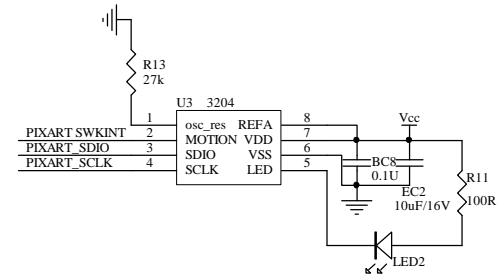 R13
27k
U3 3204
1 osc_res REFA 8
Vcc
PIXART SWKINT 2 MOTION VDD 7
PIXART_SDIO 3 SDIO VSS 6
PIXART_SCLK 4 SCLK LED 5
BC8
0.1U
R11
100R
EC2
10uF/16V
LED2